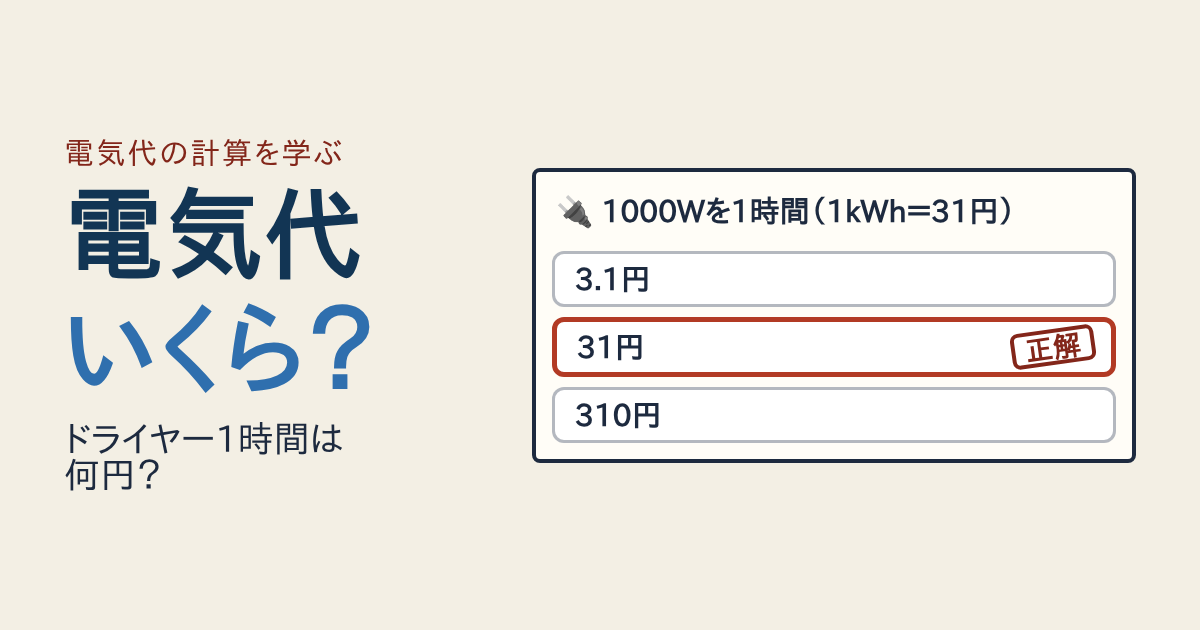 電気代の計算を学ぶ
電気代
いくら？
ドライヤー1時間は
何円？
1000Wを1時間（1kWh＝31円）
3.1円
31円
正解
310円